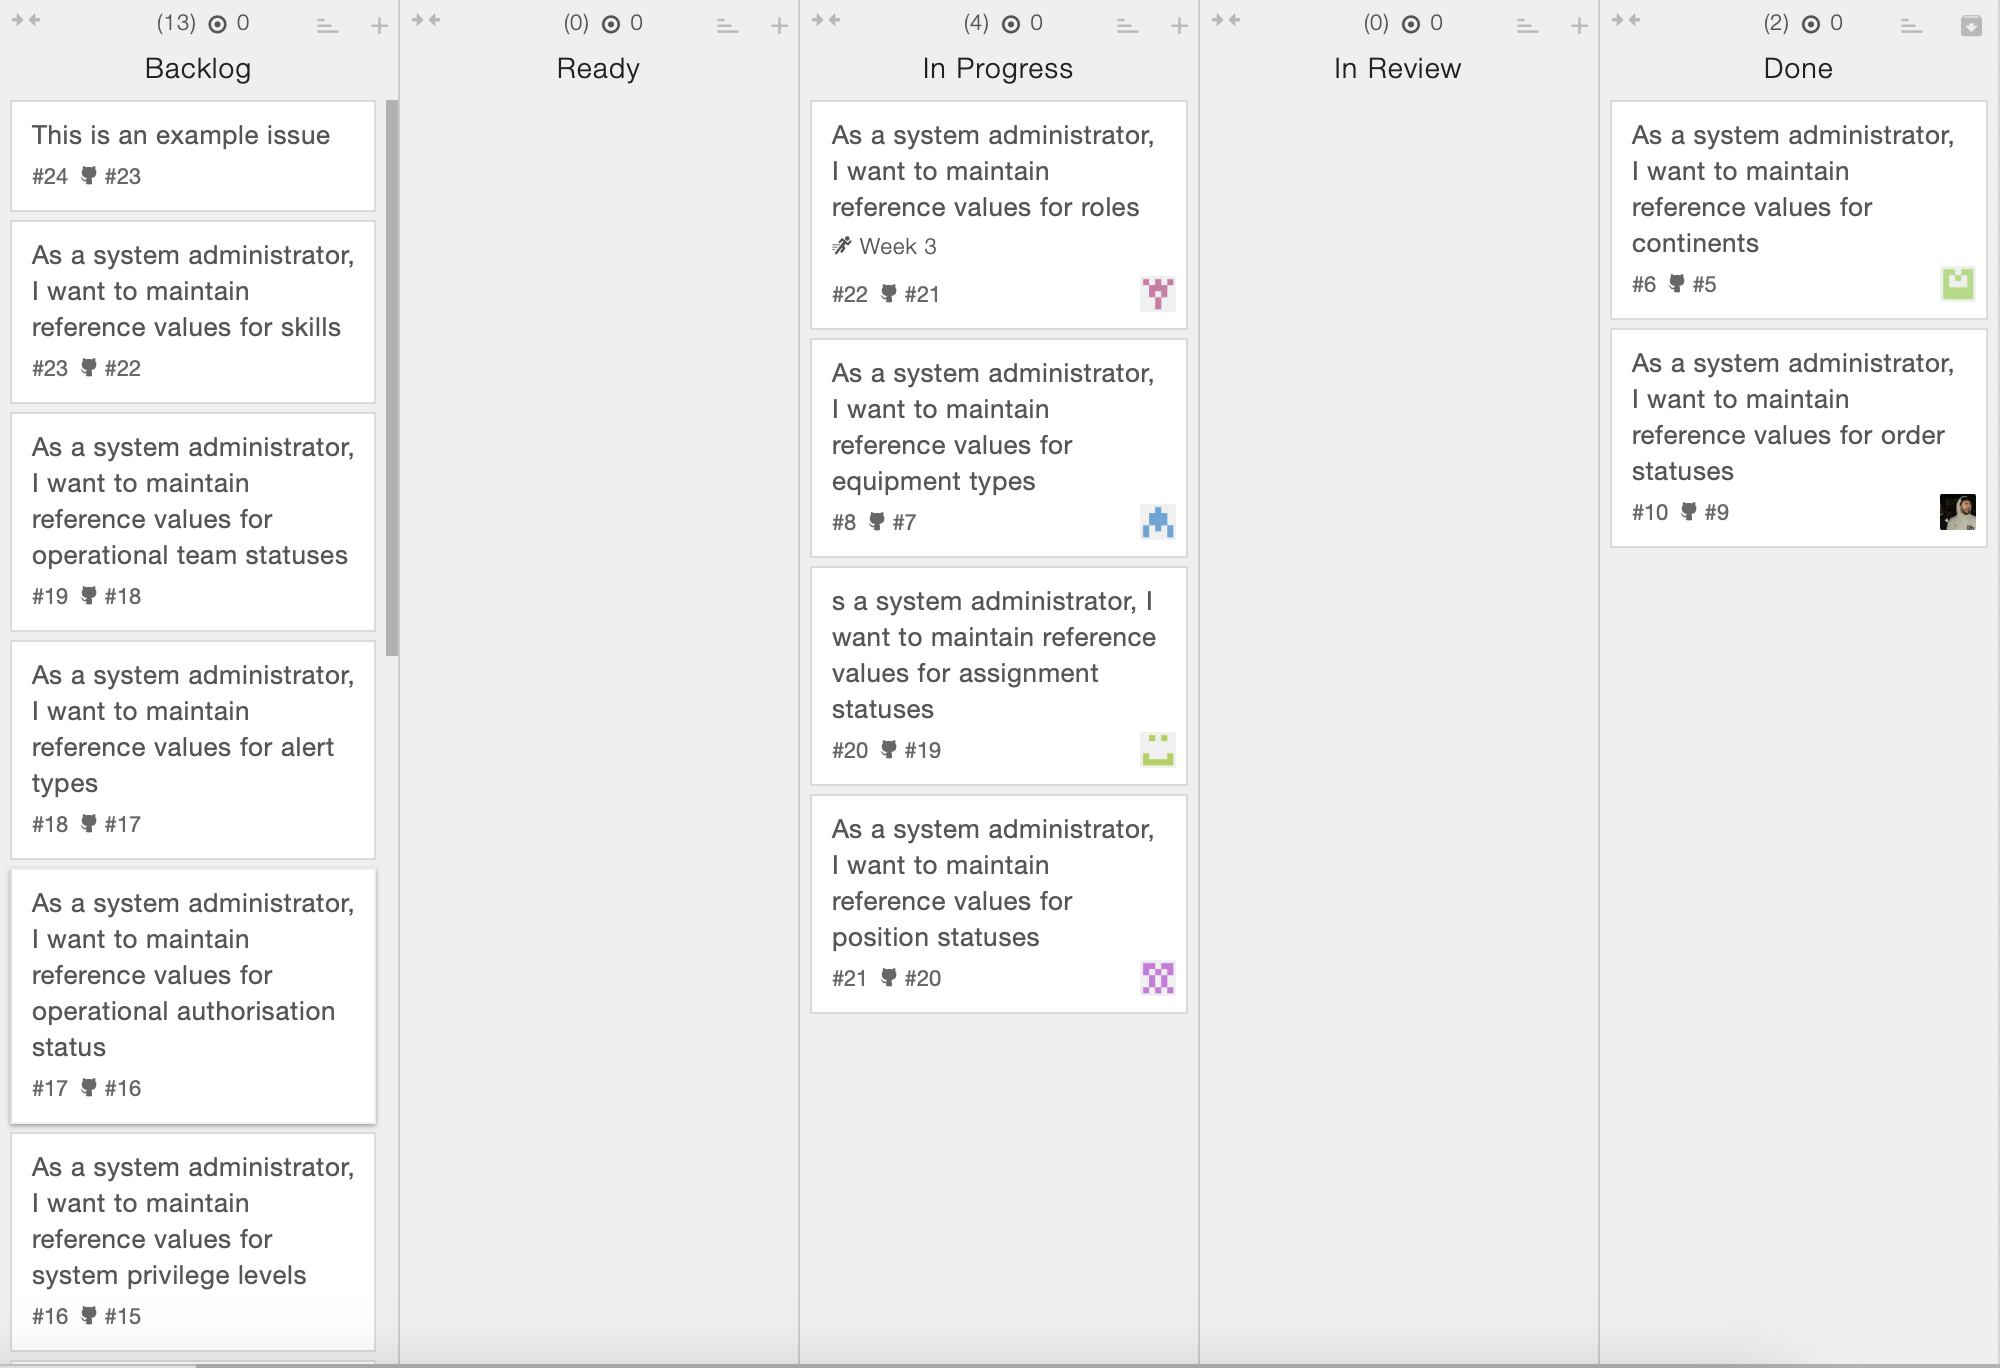 (13) 0
Backlog
This is an example issue
#24 #23
As a system administrator,
I want to maintain
reference values for skills
#23 #22
As a system administrator,
I want to maintain
reference values for
operational team statuses
#19 #18
As a system administrator,
I want to maintain
reference values for alert
types
#18 #17
As a system administrator,
I want to maintain
reference values for
operational authorisation
status
#17 #16
As a system administrator,
I want to maintain
reference values for
system privilege levels
#16 #15
(0) 0
Ready
(4) 0
In Progress
As a system administrator,
I want to maintain
reference values for roles
Week 3
#22 #21
As a system administrator,
I want to maintain
reference values for
equipment types
#8 #7
s a system administrator, I
want to maintain reference
values for assignment
statuses
#20 #19
As a system administrator,
I want to maintain
reference values for
position statuses
#21 #20
(0) 0
In Review
(2) 0
Done
As a system administrator,
I want to maintain
reference values for
continents
#6 #5
As a system administrator,
I want to maintain
reference values for order
statuses
#10 #9